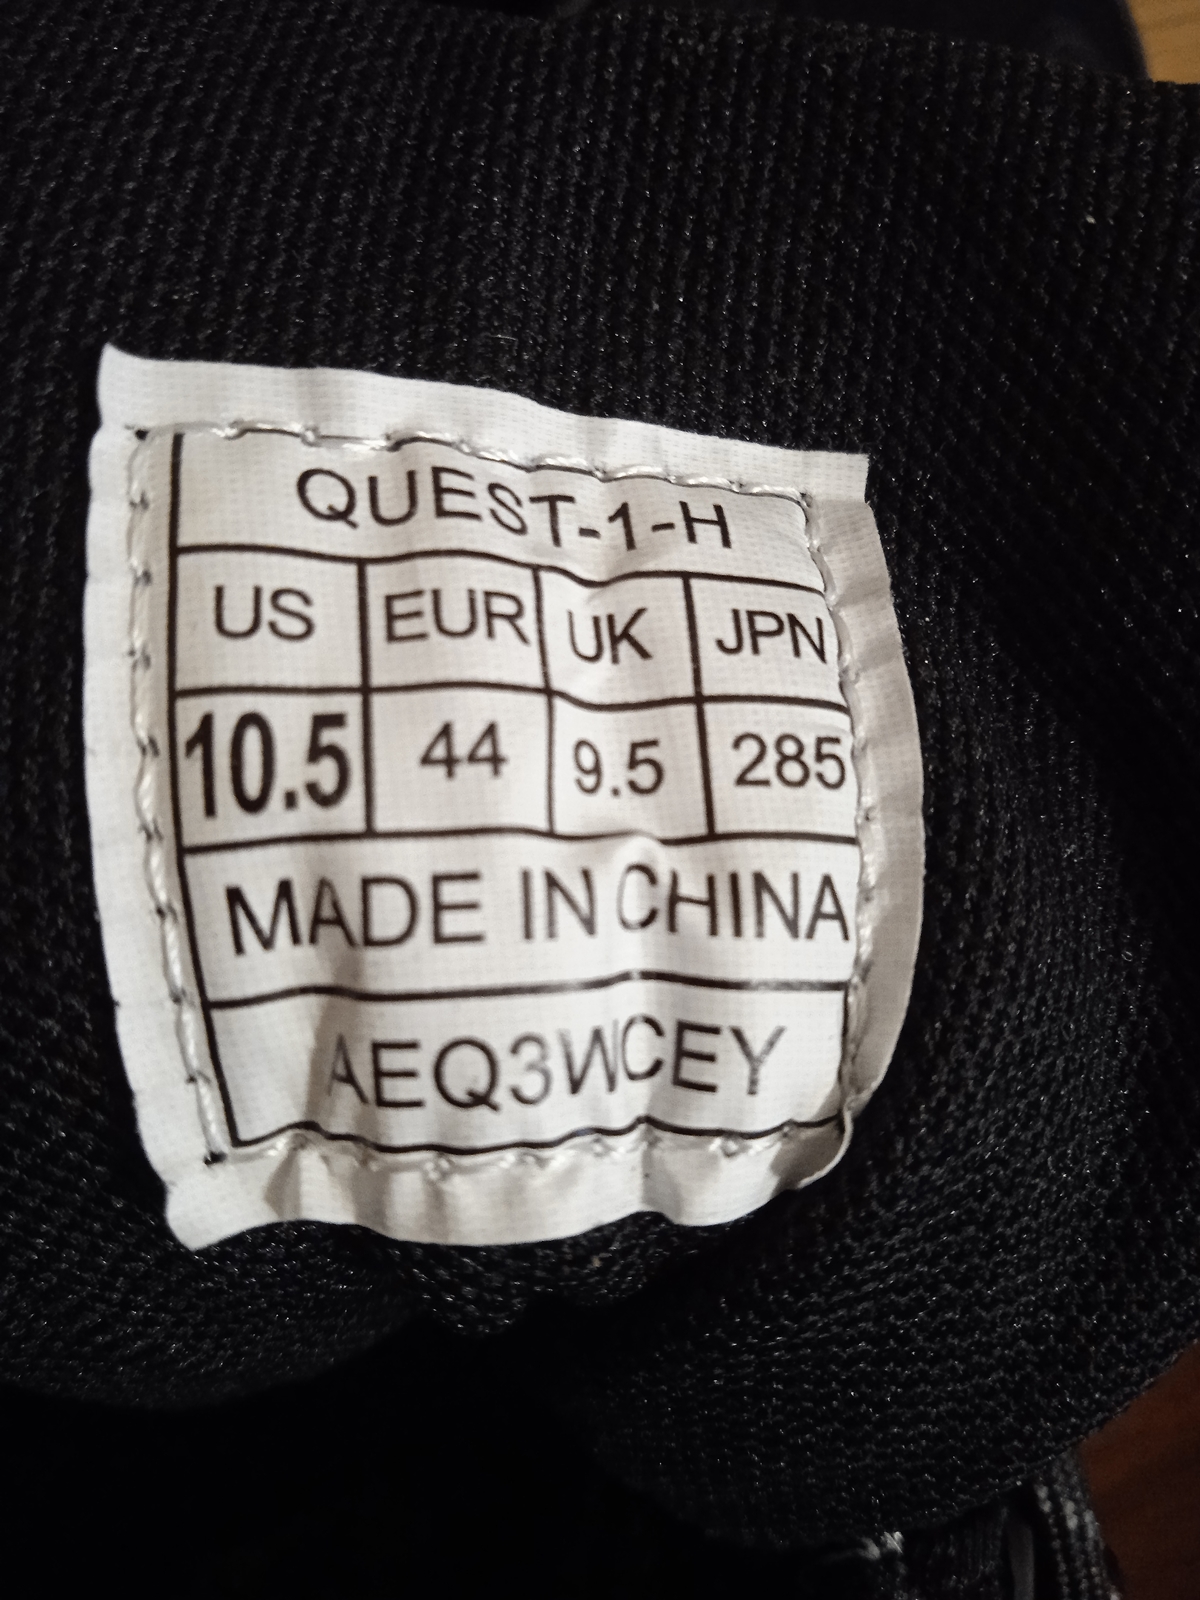 QUEST-1-H
US EUR UK JPN
10.5 44 9.5 285
MADE IN CHINA
AEQ3WCEY